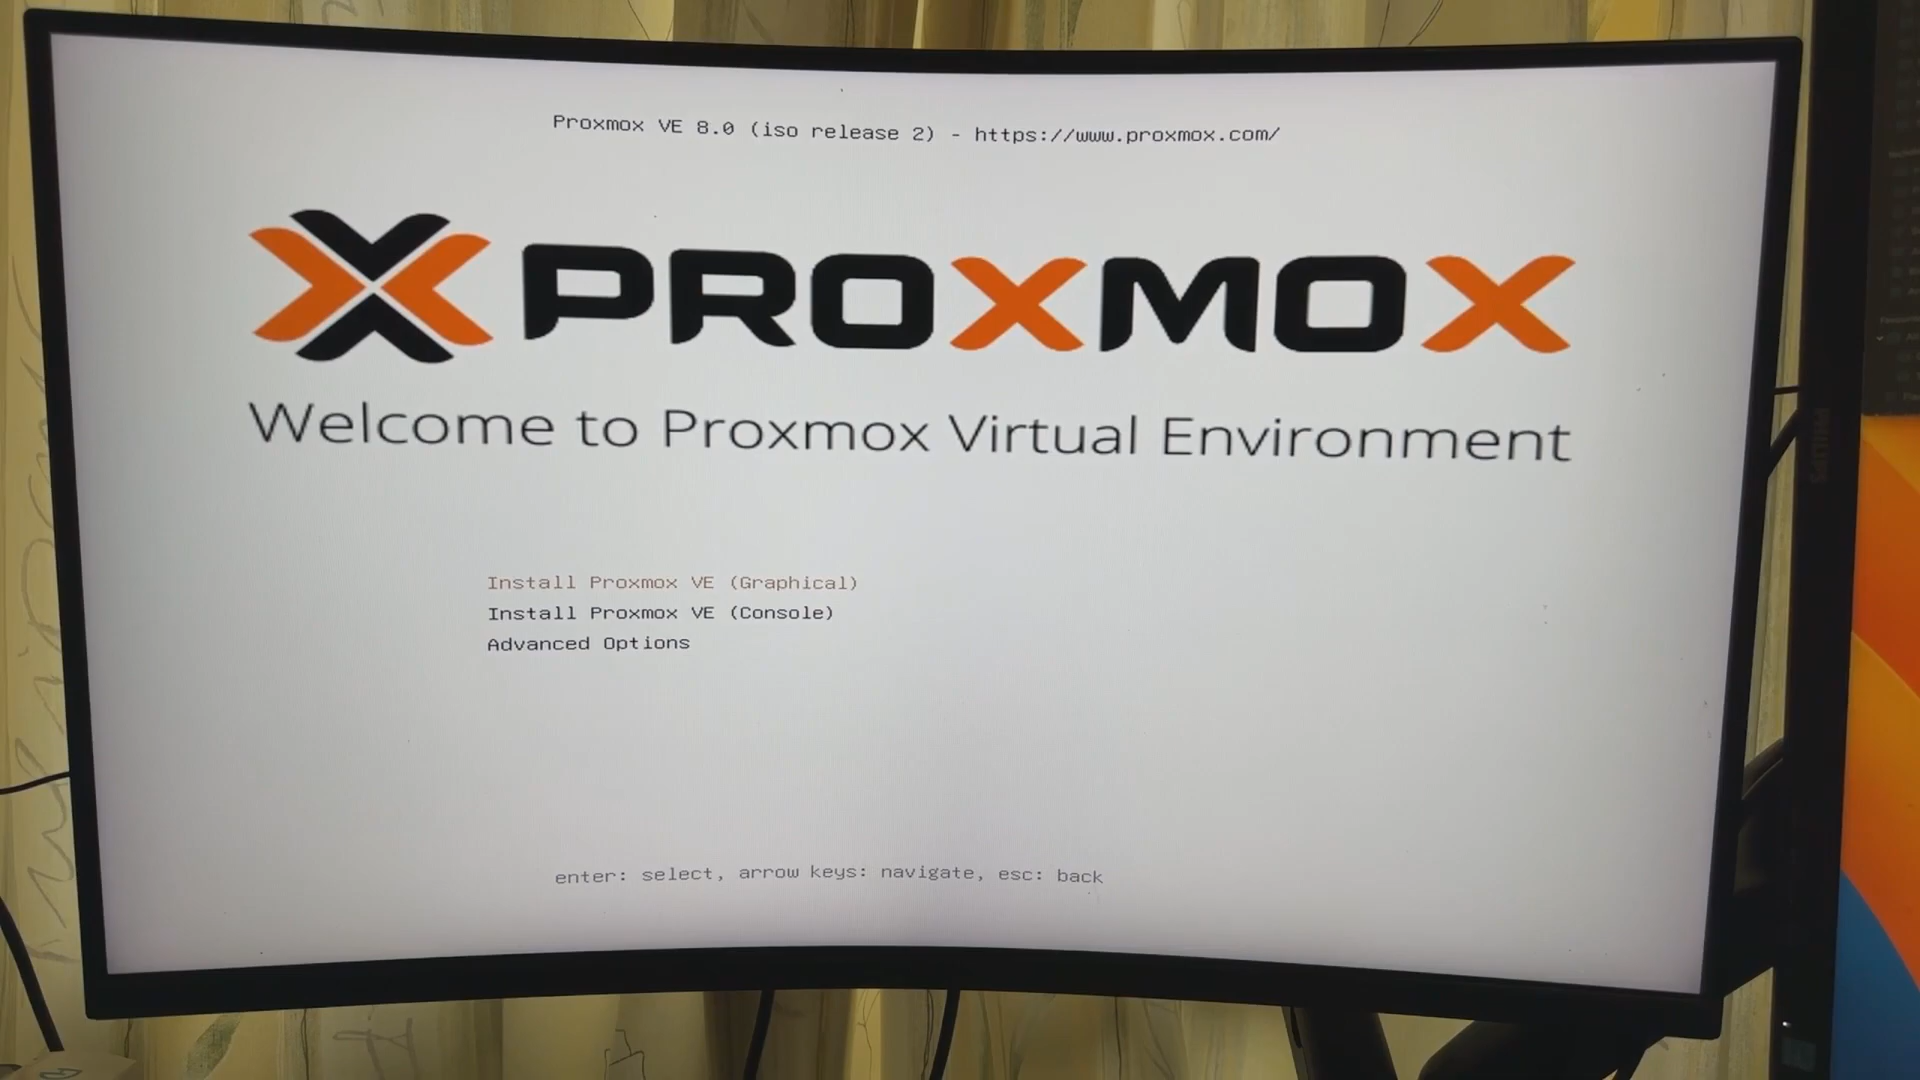 Proxmox VE 8.0 (iso release 2) - https://www.proxmox.com/
PROXMOX
Welcome to Proxmox Virtual Environment
Install Proxmox VE (Graphical)
Install Proxmox VE (Console)
Advanced Options
enter: select, arrow keys: navigate, esc: back
PHILIPS